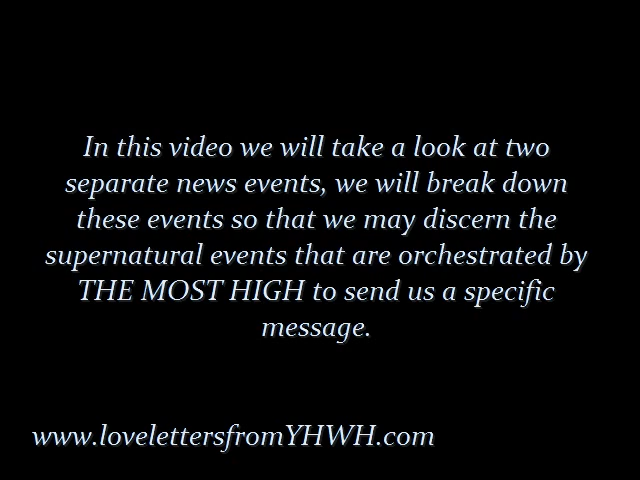 In this video we will take a look at two
separate news events, we will break down
these events so that we may discern the
supernatural events that are orchestrated by
THE MOST HIGH to send us a specific
message.
www.lovelettersfromYHWH.com